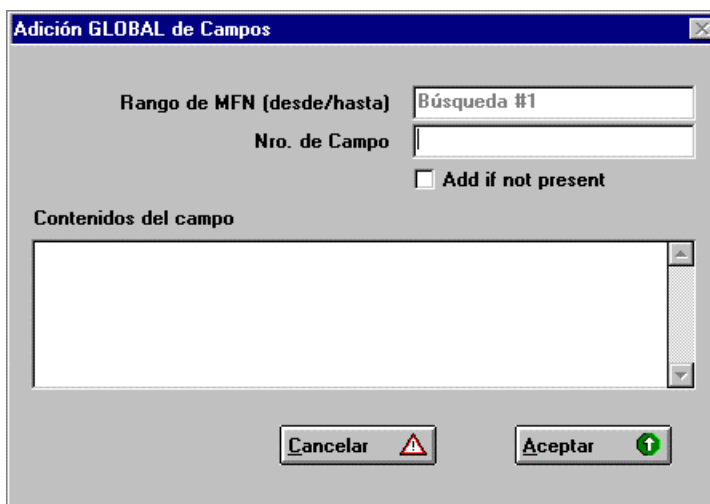 Adición GLOBAL de Campos
Rango de MFN (desde/hasta) Búsqueda #1
Nro. de Campo
Add if not present
Contenidos del campo
Cancelar Aceptar